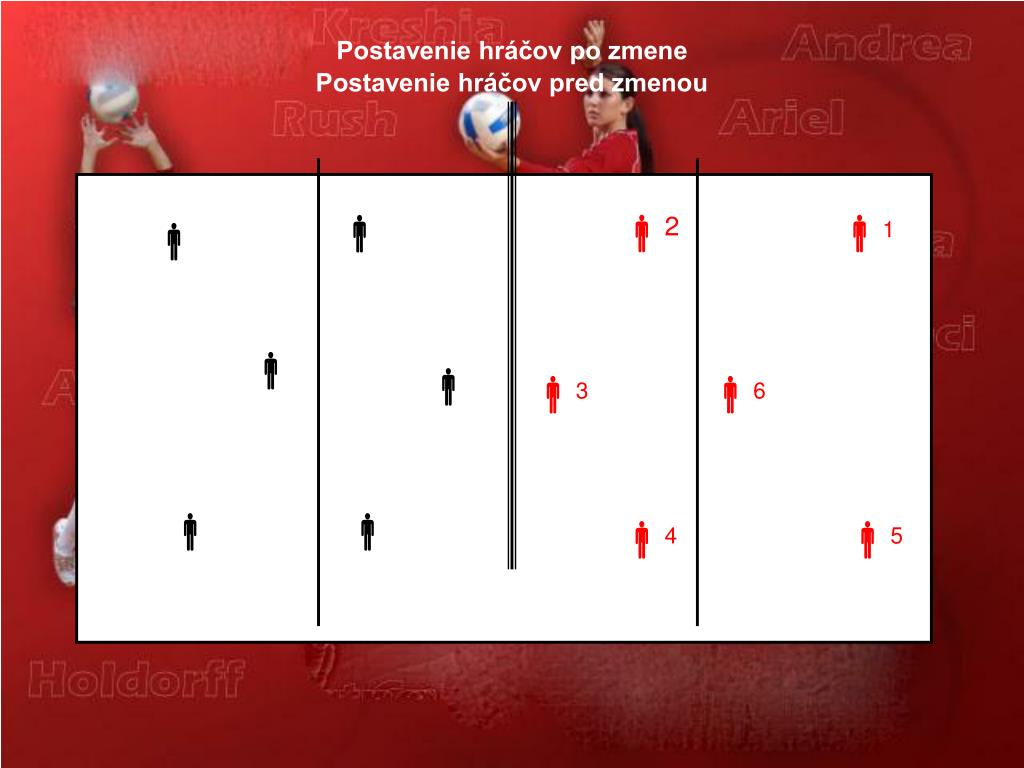 Kreshia
Andrea
Postavenie hráčov po zmene
Postavenie hráčov pred zmenou
Rush
Ariel
2
1
3
6
4
5
Holdorff